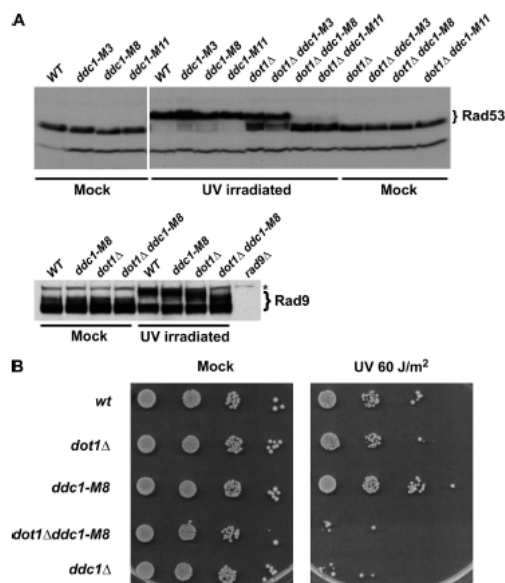 A
WT ddc1-M3 ddc1-M8 ddc1-M11 WT ddc1-M3 ddc1-M8 ddc1-M11 dot1Δ dot1Δ ddc1-M3 dot1Δ ddc1-M8 dot1Δ ddc1-M11 dot1Δ dot1Δ ddc1-M3 dot1Δ ddc1-M8 dot1Δ ddc1-M11
} Rad53
Mock UV irradiated Mock
WT ddc1-M8 dot1Δ dot1Δ ddc1-M8 WT ddc1-M8 dot1Δ dot1Δ ddc1-M8 rad9Δ
*
} Rad9
Mock UV irradiated
B Mock UV 60 J/m²
wt
dot1Δ
ddc1-M8
dot1Δddc1-M8
ddc1Δ